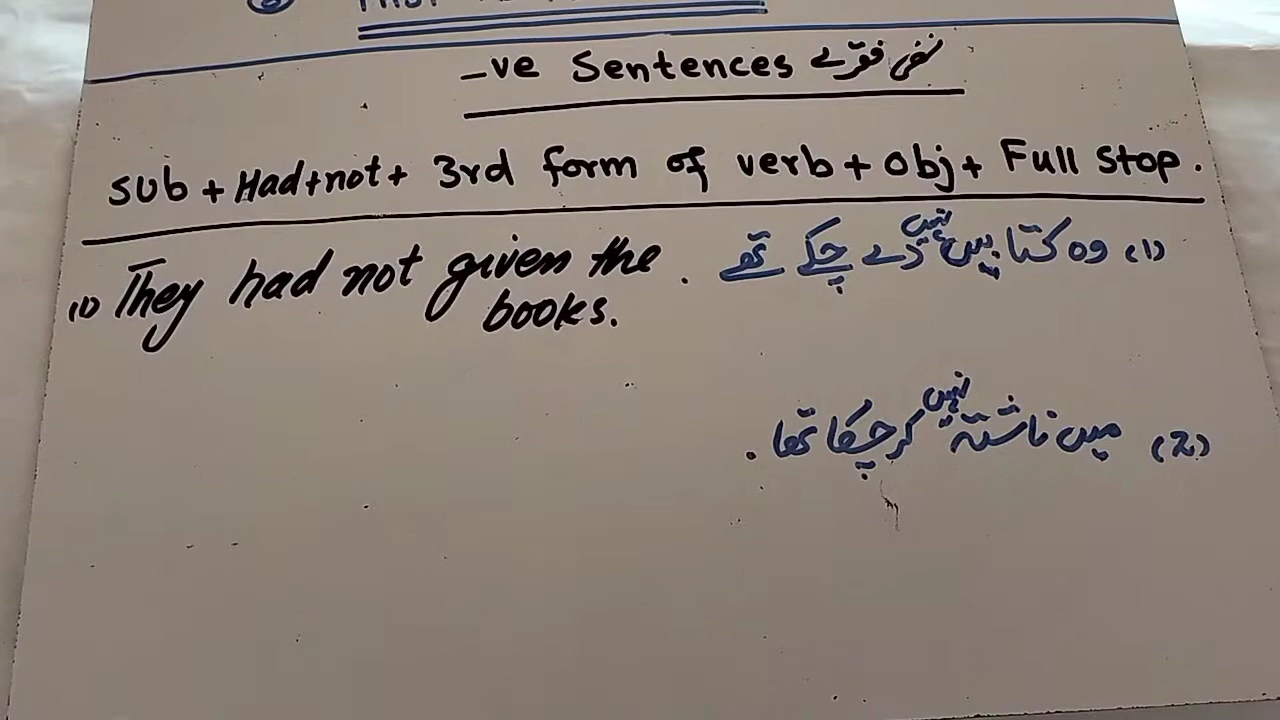 -ve Sentences نفی فقرے
Sub + Had + not + 3rd form of verb + Obj + Full Stop.
(1) They had not given the
books.
(1) وہ کتابیں نہیں دے چکے تھے .
(2) میں ناشتہ نہیں کر چکا تھا .